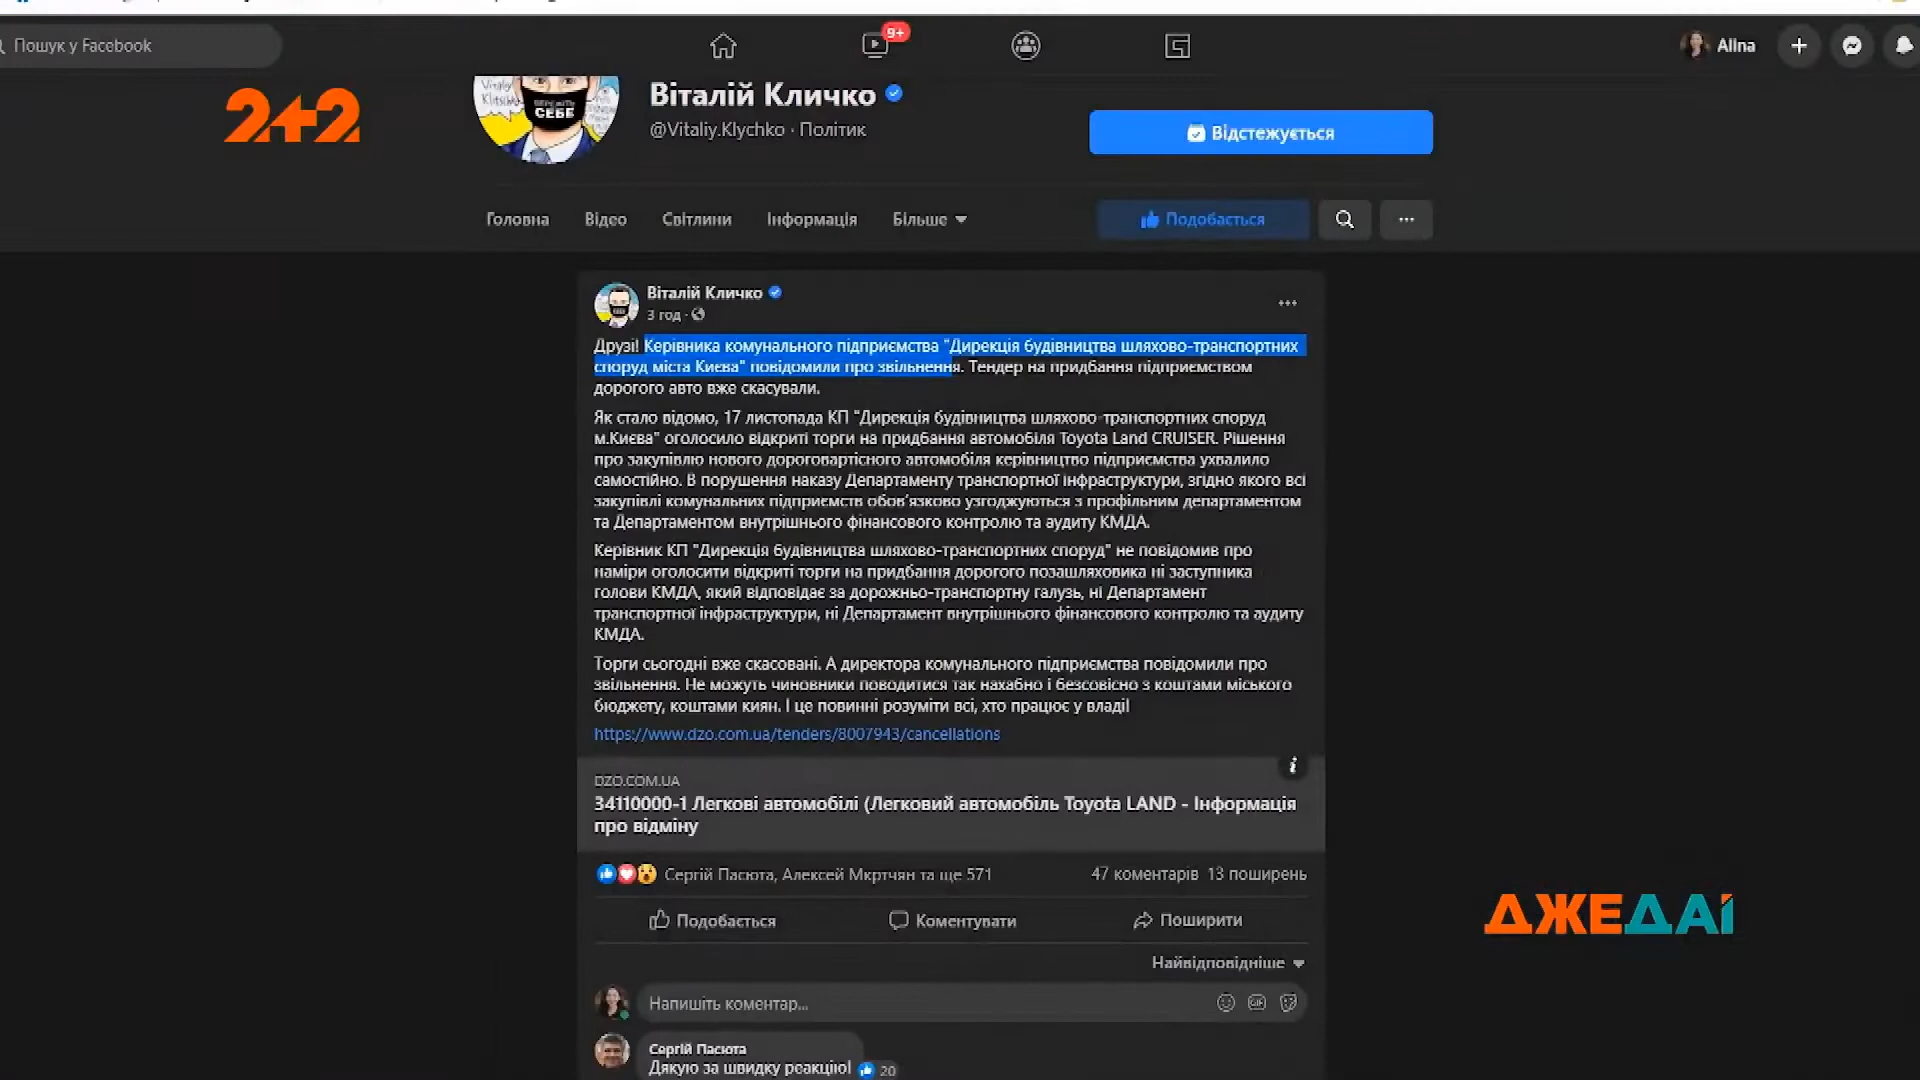 Пошук у Facebook
9+
Alina
2+2
Vitaliy
Klitschko
СЕБЕ
Віталій Кличко
@Vitaliy.Klychko · Політик
Відстежується
Головна
Відео
Світлини
Інформація
Більше
Подобається
Віталій Кличко
3 год ·
Друзі! Керівника комунального підприємства "Дирекція будівництва шляхово-транспортних
споруд міста Києва" повідомили про звільнення. Тендер на придбання підприємством
дорогого авто вже скасували.
Як стало відомо, 17 листопада КП "Дирекція будівництва шляхово-транспортних споруд
м.Києва" оголосило відкриті торги на придбання автомобіля Toyota Land CRUISER. Рішення
про закупівлю нового дороговартісного автомобіля керівництво підприємства ухвалило
самостійно. В порушення наказу Департаменту транспортної інфраструктури, згідно якого всі
закупівлі комунальних підприємств обов'язково узгоджуються з профільним департаментом
та Департаментом внутрішнього фінансового контролю та аудиту КМДА.
Керівник КП "Дирекція будівництва шляхово-транспортних споруд" не повідомив про
наміри оголосити відкриті торги на придбання дорогого позашляховика ні заступника
голови КМДА, який відповідає за дорожньо-транспортну галузь, ні Департамент
транспортної інфраструктури, ні Департамент внутрішнього фінансового контролю та аудиту
КМДА.
Торги сьогодні вже скасовані. А директора комунального підприємства повідомили про
звільнення. Не можуть чиновники поводитися так нахабно і безсовісно з коштами міського
бюджету, коштами киян. І це повинні розуміти всі, хто працює у владі!
https://www.dzo.com.ua/tenders/8007943/cancellations
DZO.COM.UA
34110000-1 Легкові автомобілі (Легковий автомобіль Toyota LAND - Інформація
про відміну
Сергій Пасюта, Алексей Мкртчян та ще 571
47 коментарів 13 поширень
Подобається
Коментувати
Поширити
ДЖЕДАІ
Найвідповідніше
Напишіть коментар...
GIF
Сергій Пасюта
Дякую за швидку реакцію!
20